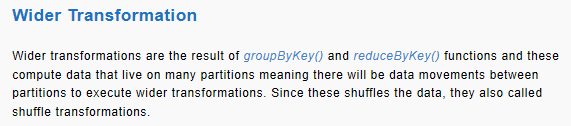 Wider Transformation
Wider transformations are the result of groupByKey() and reduceByKey() functions and these
compute data that live on many partitions meaning there will be data movements between
partitions to execute wider transformations. Since these shuffles the data, they also called
shuffle transformations.